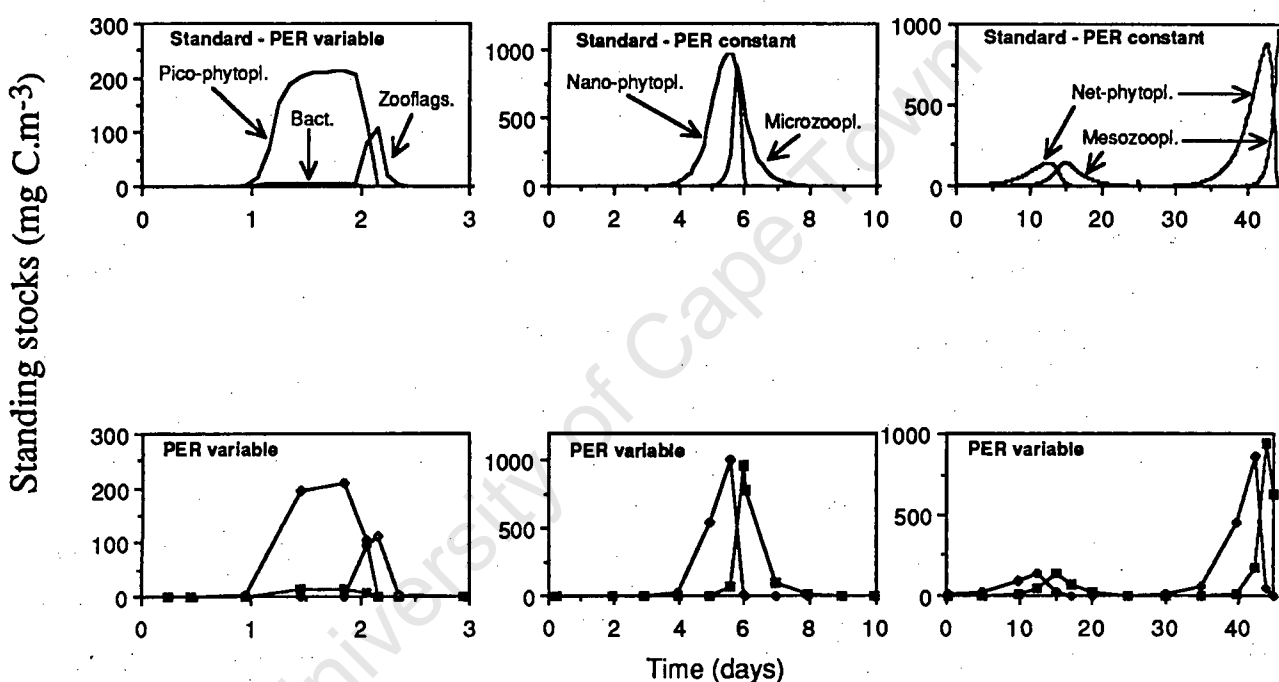 Standing stocks (mg C.m-3)
Standard - PER variable
300
200
100
0
0 1 2 3
Pico-phytopl.
Bact.
Zooflags.
Standard - PER constant
1000
500
0
0 2 4 6 8 10
Nano-phytopl.
Microzoopl.
Standard - PER constant
1000
500
0
0 10 20 30 40
Net-phytopl.
Mesozoopl.
PER variable
300
200
100
0
0 1 2 3
PER variable
1000
500
0
0 2 4 6 8 10
PER variable
1000
500
0
0 10 20 30 40
Time (days)
University of Cape Town